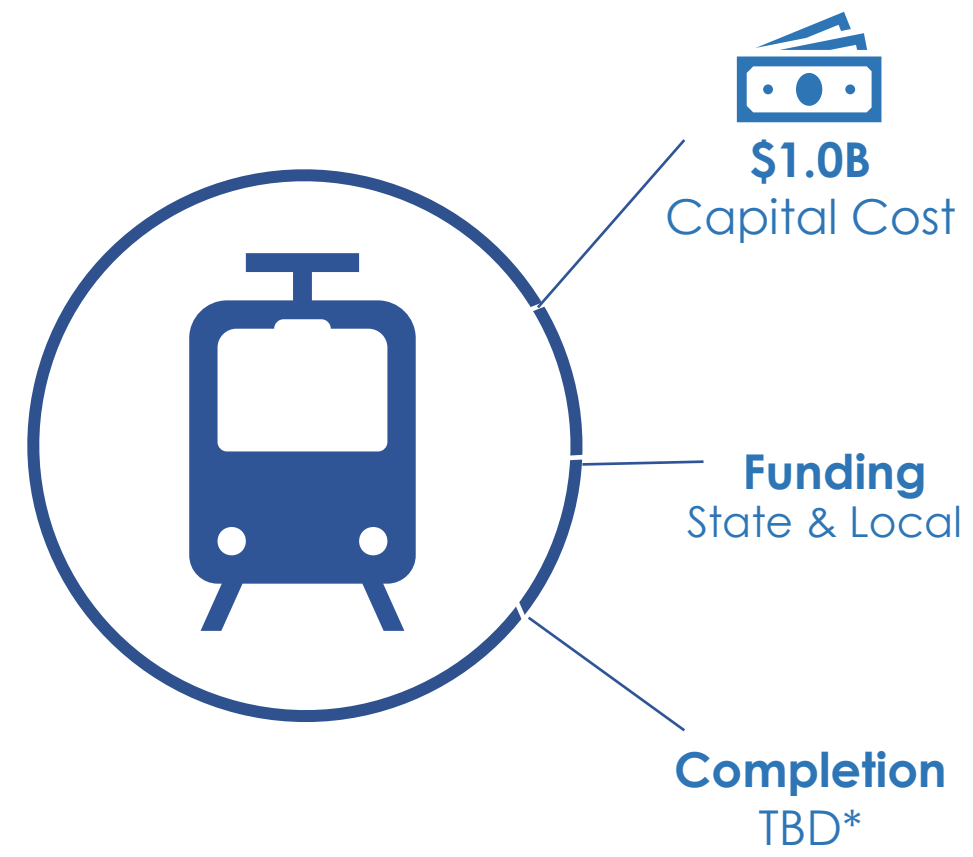 $1.0B
Capital Cost
Funding
State & Local
Completion
TBD*